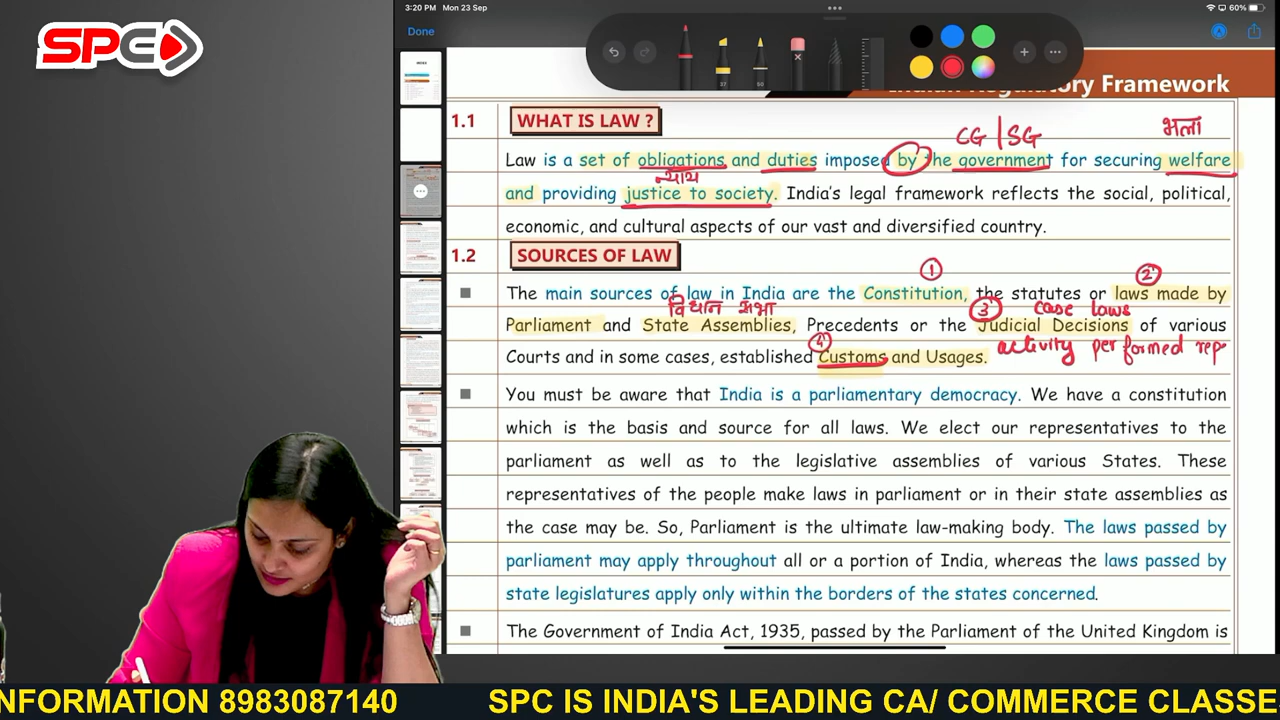 3:20 PM Mon 23 Sep
60%
SPC
Done
INDEX
Framework
1.1 WHAT IS LAW ?
CG | SG
भला
Law is a set of obligations and duties imposed by the government for securing welfare
न्याय
and providing justice to society. India's legal framework reflects the social, political,
economic, and cultural aspects of our vast and diversified country.
1.2 SOURCES OF LAW
1 2
The main sources of law in India are the the statutes or made by
3 case
Parliament and State Assemblies, Precedents or the Judicial Decisions of various
4 activity
Courts and in some cases, established and Usages.
You must be aware that India is a parliamentary democracy. We have a Constitution
which is the basis or source for all laws. We elect our representatives to the
Parliament as well as to the Legislative Assemblies of various states. These
representatives of the people make laws in parliament or in their state assemblies as
the case may be. So, Parliament is the ultimate law-making body. The laws passed by
parliament may apply throughout all or a portion of India, whereas the laws passed by
state legislatures apply only within the borders of the states concerned.
The Government of India Act, 1935, passed by the Parliament of the United Kingdom is
NFORMATION 8983087140 SPC IS INDIA'S LEADING CA/ COMMERCE CLASSE